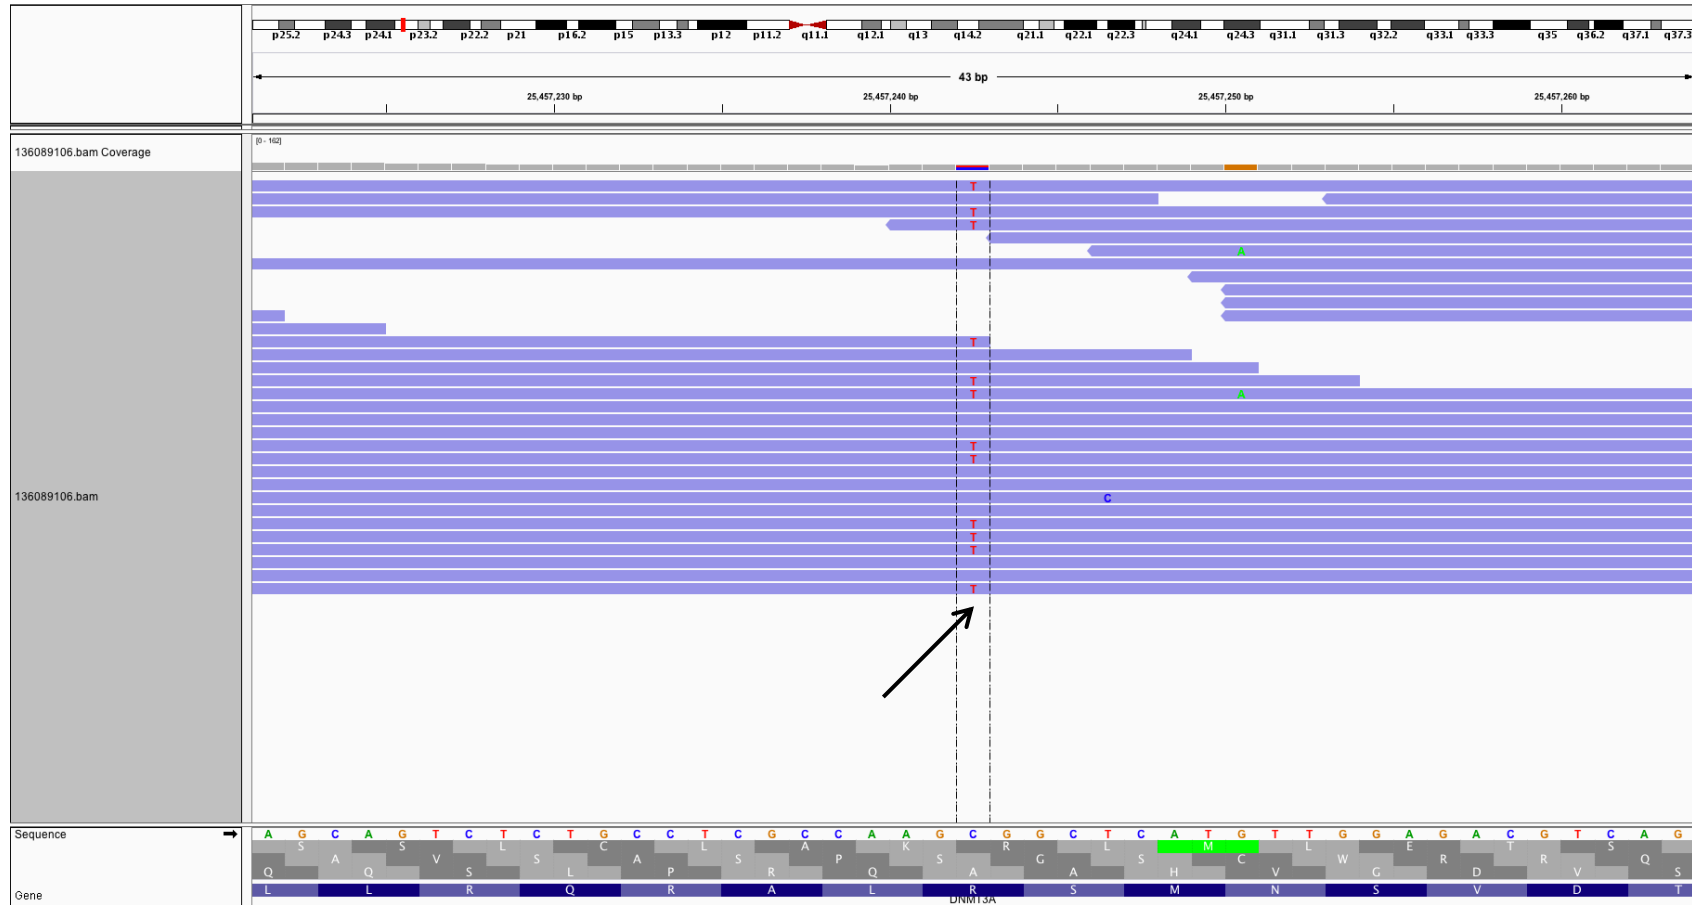 p25.2 p24.3 p24.1 p23.2 p22.2 p21 p16.2 p15 p13.3 p12 p11.2 q11.1 q12.1 q13 q14.2 q21.1 q22.1 q22.3 q24.1 q24.3 q31.1 q31.3 q32.2 q33.1 q33.3 q35 q36.2 q37.1 q37.3
43 bp
25,457,230 bp 25,457,240 bp 25,457,250 bp 25,457,260 bp
[0 - 162]
136089106.bam Coverage
T
T
T
A
T
T
T A
T
T
136089106.bam C
T
T
T
T
Sequence A G C A G T C T C T G C C T C G C C A A G C G G C T C A T G T T G G A G A C G T C A G
S S L C L A K R L M L E T S
A V S A S P S G S C W R R Q
Q Q S L P R Q A A H V G D V S
L L R Q R A L R S M N S V D T
Gene DNMT3A